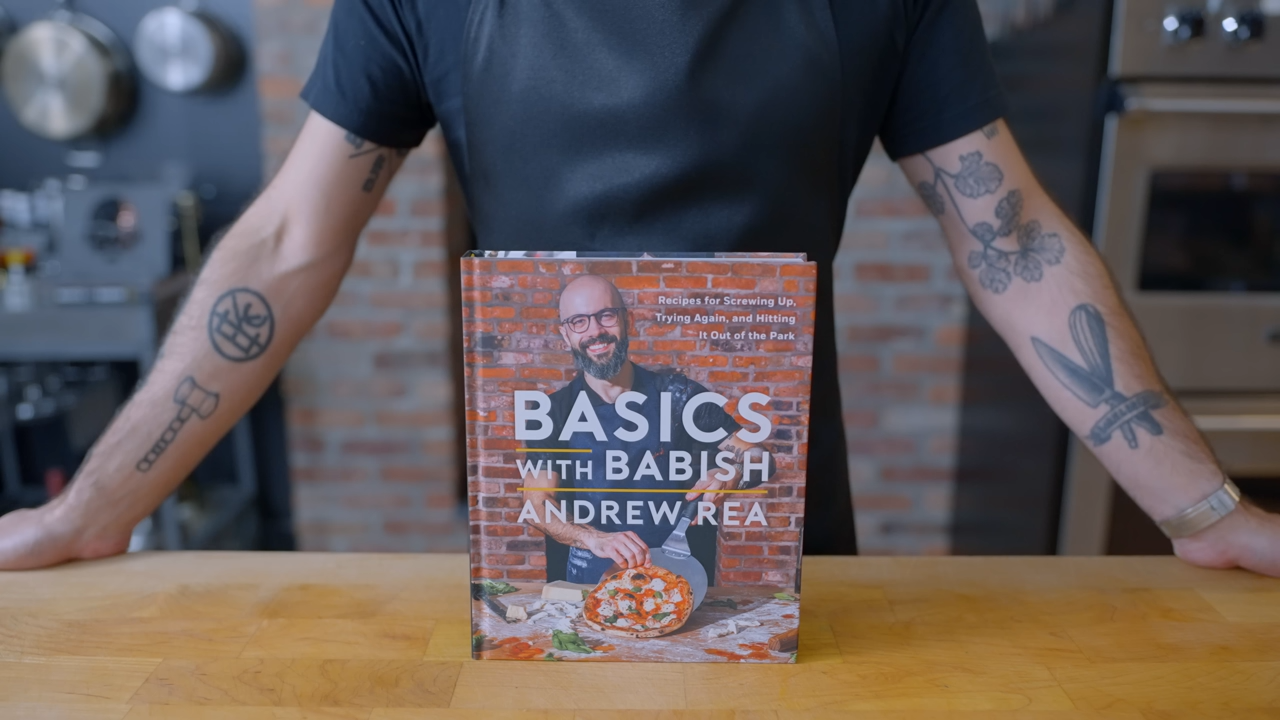 Recipes for Screwing Up,
Trying Again, and Hitting
It Out of the Park
BASICS
WITH BABISH
ANDREW REA